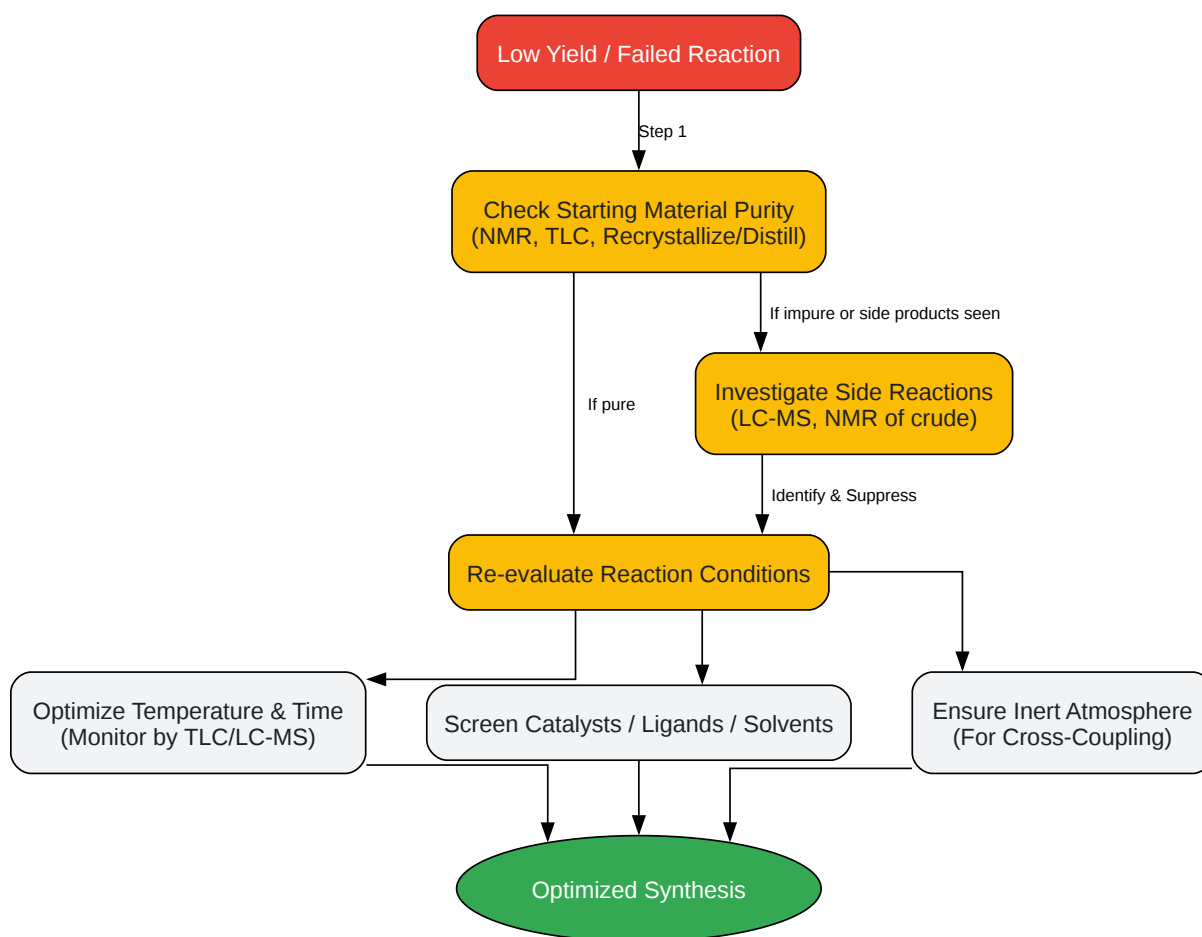 Low Yield / Failed Reaction
Step 1
Check Starting Material Purity
(NMR, TLC, Recrystallize/Distill)
If impure or side products seen
Investigate Side Reactions
(LC-MS, NMR of crude)
If pure
Identify & Suppress
Re-evaluate Reaction Conditions
Optimize Temperature & Time
(Monitor by TLC/LC-MS)
Screen Catalysts / Ligands / Solvents
Ensure Inert Atmosphere
(For Cross-Coupling)
Optimized Synthesis